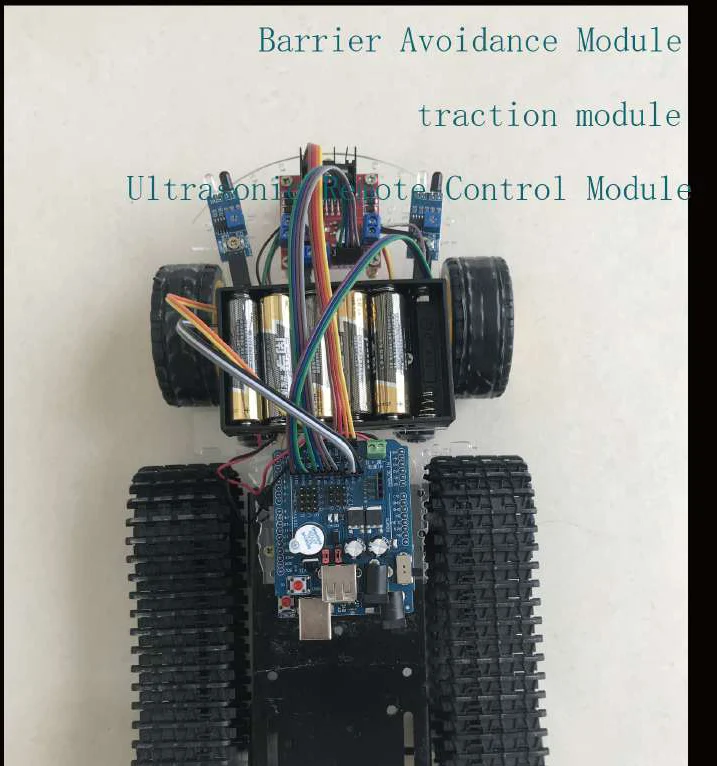 Barrier Avoidance Module
traction module
Ultrasonic Remote Control Module